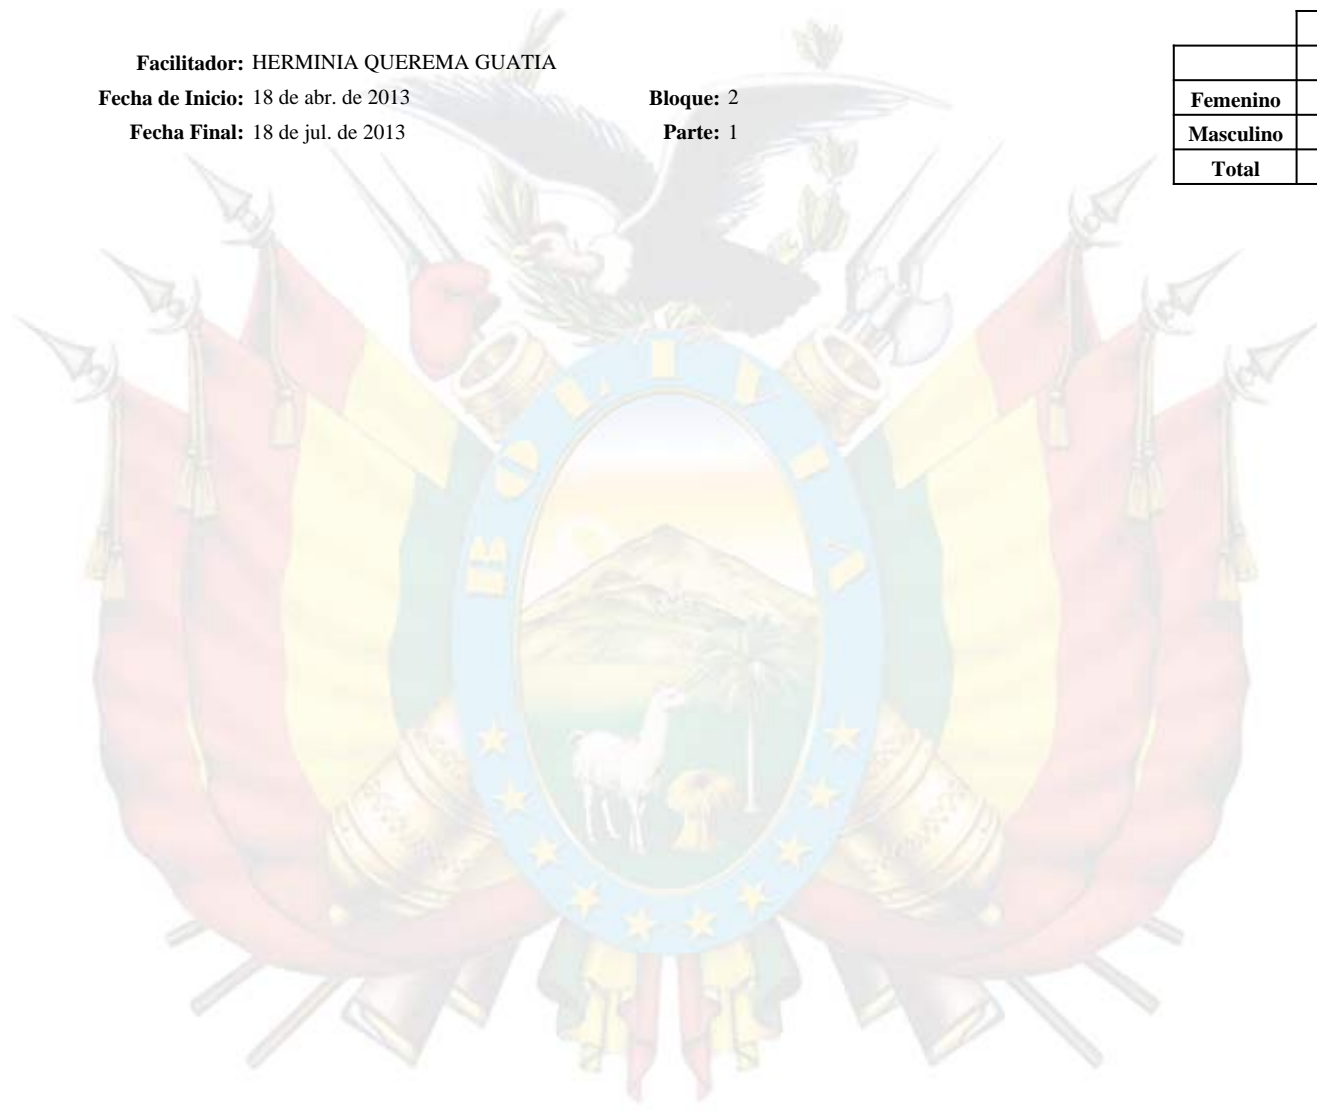 Facilitador: HERMINIA QUEREMA GUATIA
Fecha de Inicio: 18 de abr. de 2013 Bloque: 2
Fecha Final: 18 de jul. de 2013 Parte: 1
Femenino
Masculino
Total
BOLIVIA